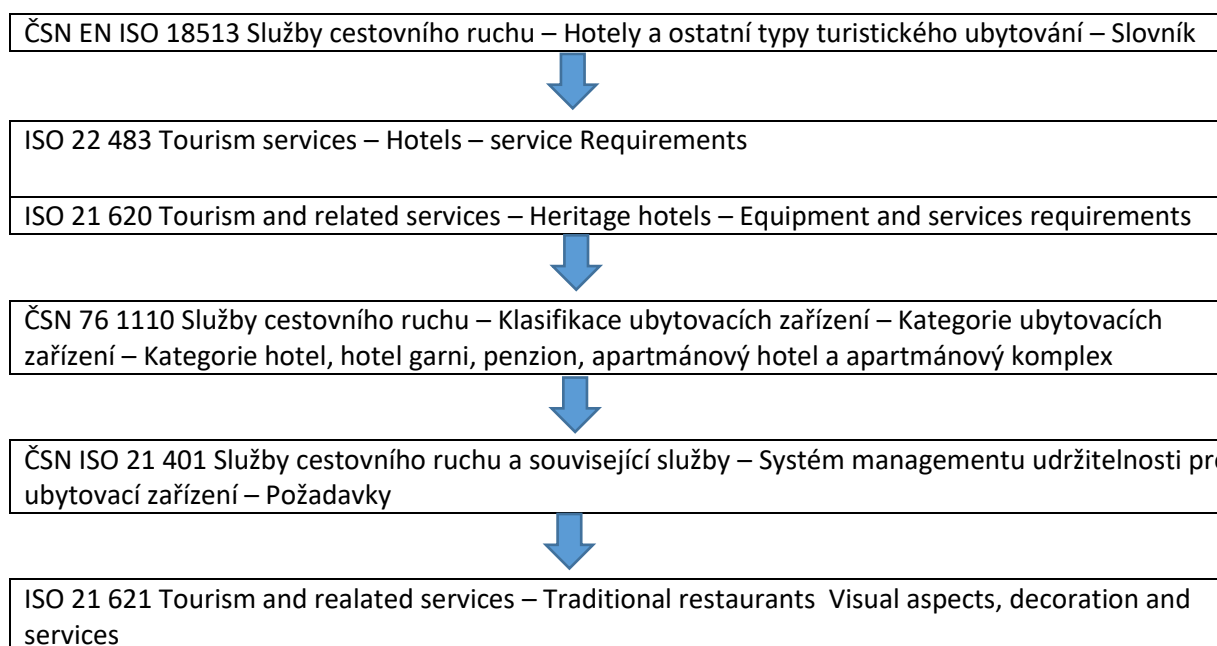 ČSN EN ISO 18513 Služby cestovního ruchu – Hotely a ostatní typy turistického ubytování – Slovník
ISO 22 483 Tourism services – Hotels – service Requirements
ISO 21 620 Tourism and related services – Heritage hotels – Equipment and services requirements
ČSN 76 1110 Služby cestovního ruchu – Klasifikace ubytovacích zařízení – Kategorie ubytovacích
zařízení – Kategorie hotel, hotel garni, penzion, apartmánový hotel a apartmánový komplex
ČSN ISO 21 401 Služby cestovního ruchu a související služby – Systém managementu udržitelnosti pro
ubytovací zařízení – Požadavky
ISO 21 621 Tourism and realated services – Traditional restaurants Visual aspects, decoration and
services